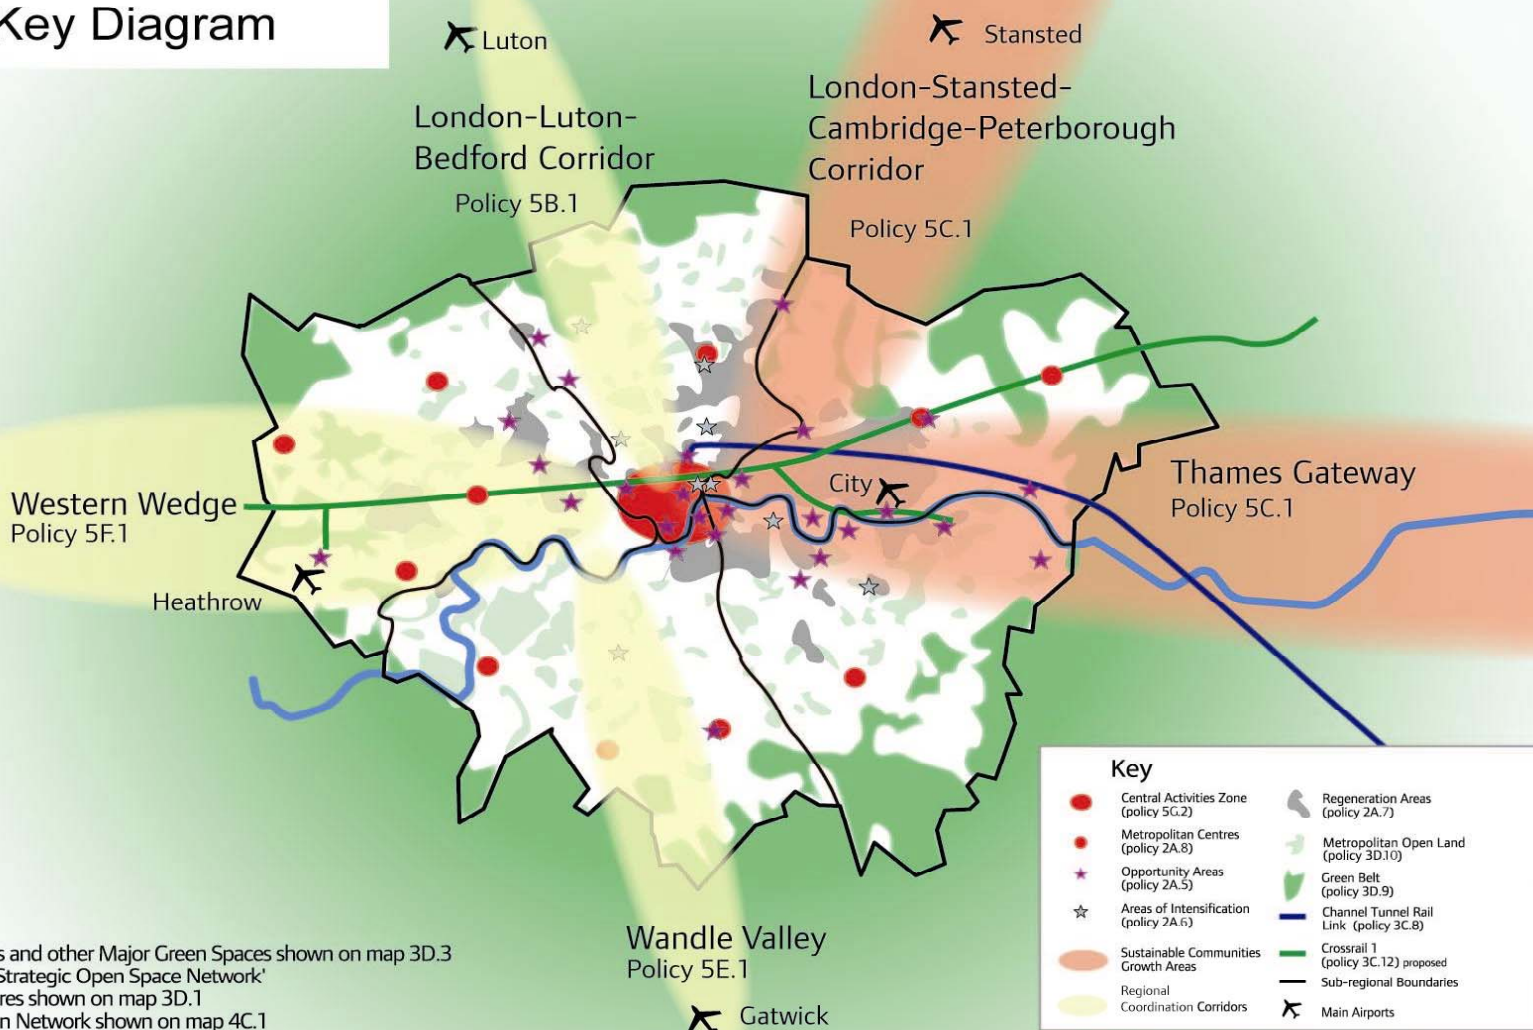 Key Diagram
Luton
Stansted
London-Luton-
Bedford Corridor
Policy 5B.1
London-Stansted-
Cambridge-Peterborough
Corridor
Policy 5C.1
Western Wedge
Policy 5F.1
Heathrow
City
Thames Gateway
Policy 5C.1
Wandle Valley
Policy 5E.1
Gatwick
and other Major Green Spaces shown on map 3D.3
Strategic Open Space Network'
shown on map 3D.1
Network shown on map 4C.1
Key
Central Activities Zone
(policy 5G.2)
Metropolitan Centres
(policy 2A.8)
Opportunity Areas
(policy 2A.5)
Areas of Intensification
(policy 2A.6)
Sustainable Communities
Growth Areas
Regional
Coordination Corridors
Regeneration Areas
(policy 2A.7)
Metropolitan Open Land
(policy 3D.10)
Green Belt
(policy 3D.9)
Channel Tunnel Rail
Link (policy 3C.8)
Crossrail 1
(policy 3C.12) proposed
Sub-regional Boundaries
Main Airports